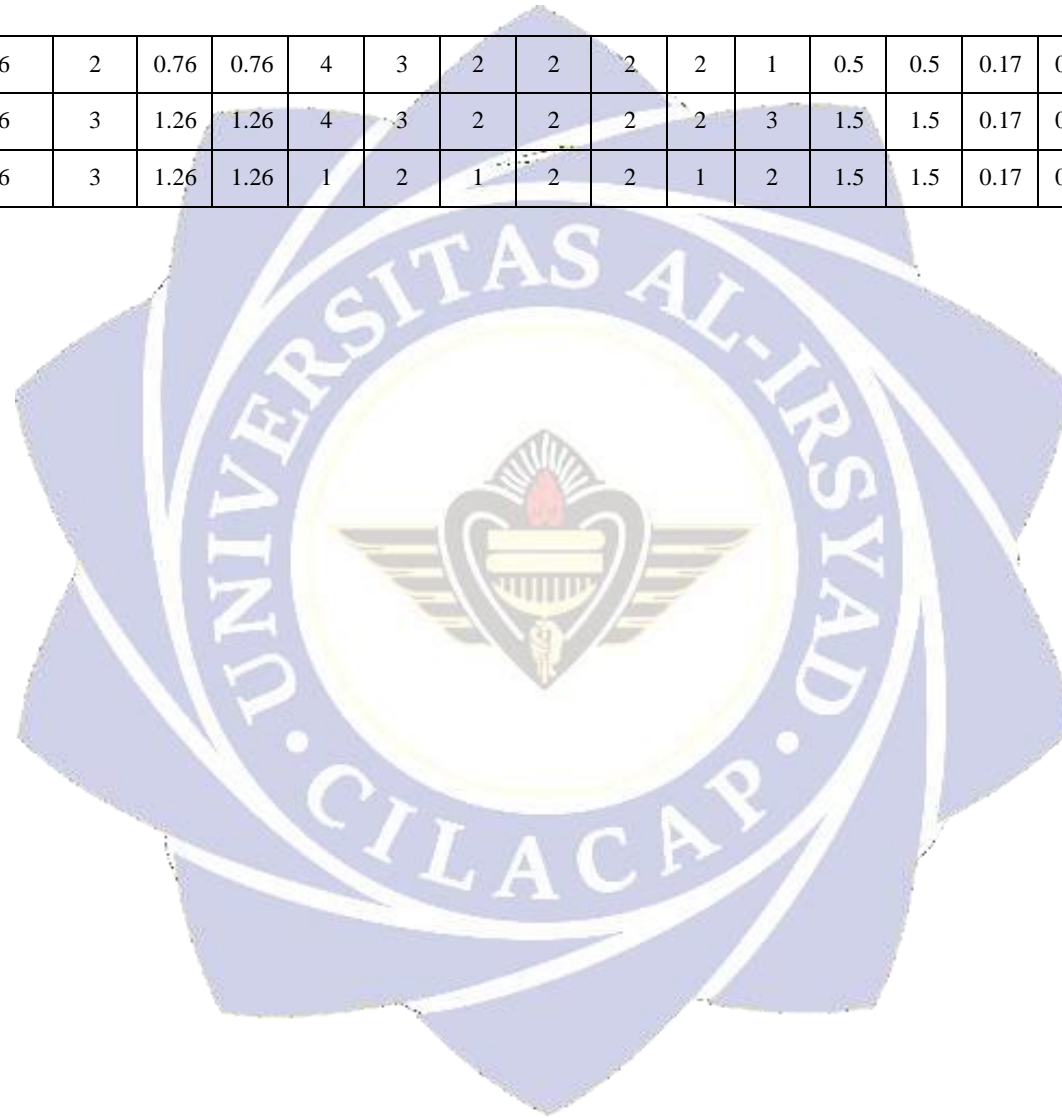 6 2 0.76 0.76 4 3 2 2 2 2 1 0.5 0.5 0.17
6 3 1.26 1.26 4 3 2 2 2 2 3 1.5 1.5 0.17
6 3 1.26 1.26 1 2 1 2 2 1 2 1.5 1.5 0.17
UNIVERSITAS AL-IRSYAD
CILACAP